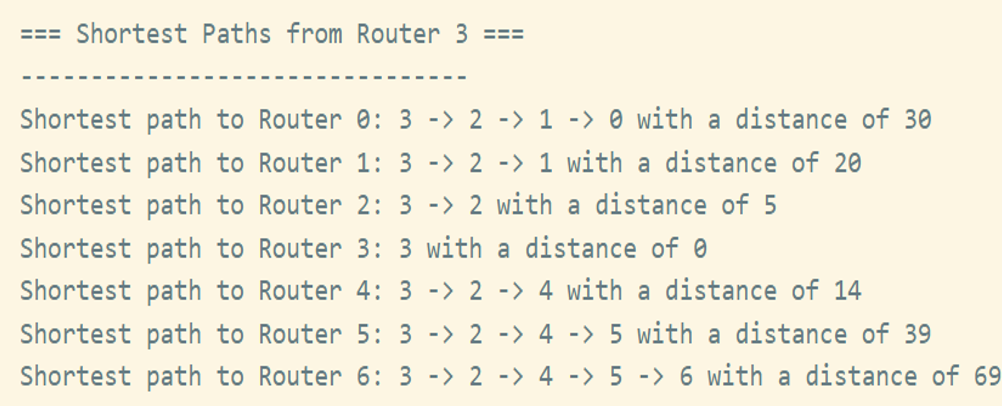 === Shortest Paths from Router 3 ===
--------------------------------
Shortest path to Router 0: 3 -> 2 -> 1 -> 0 with a distance of 30
Shortest path to Router 1: 3 -> 2 -> 1 with a distance of 20
Shortest path to Router 2: 3 -> 2 with a distance of 5
Shortest path to Router 3: 3 with a distance of 0
Shortest path to Router 4: 3 -> 2 -> 4 with a distance of 14
Shortest path to Router 5: 3 -> 2 -> 4 -> 5 with a distance of 39
Shortest path to Router 6: 3 -> 2 -> 4 -> 5 -> 6 with a distance of 69